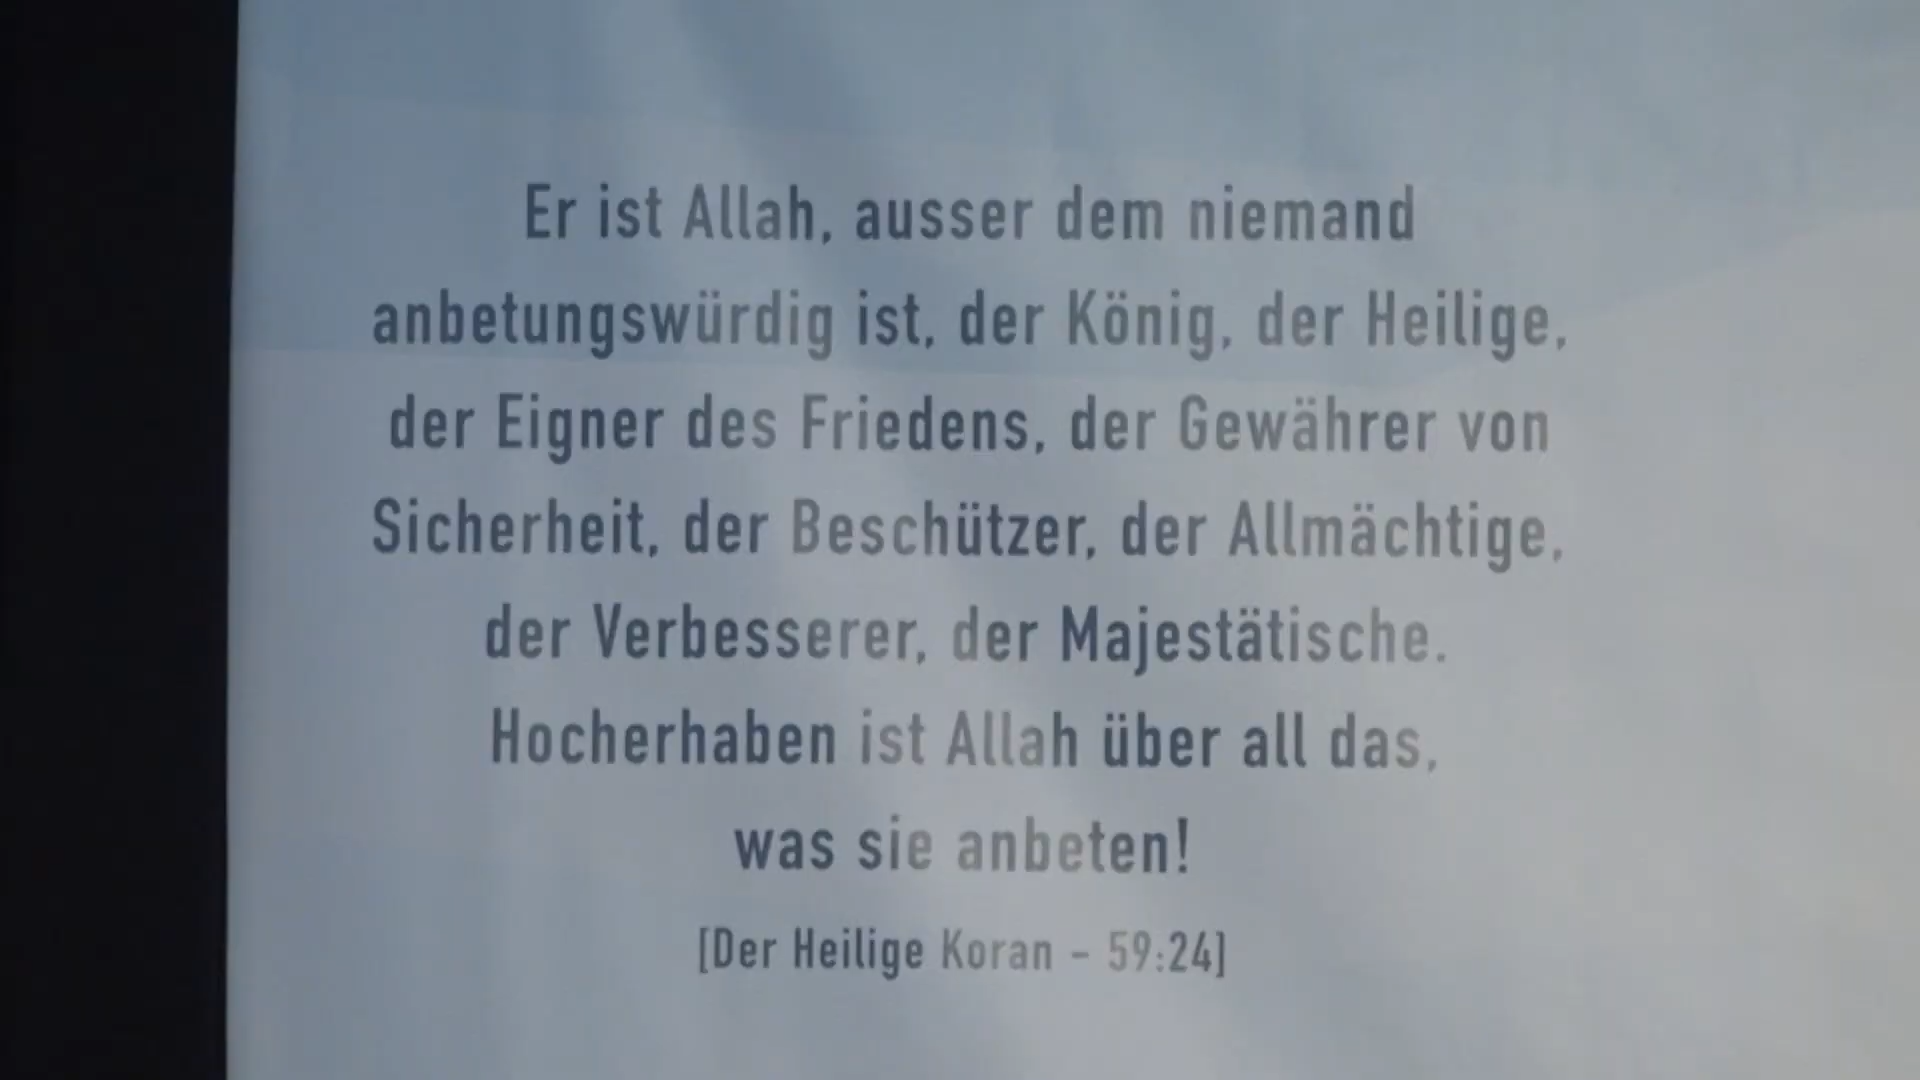 Er ist Allah, ausser dem niemand
anbetungswürdig ist, der König, der Heilige,
der Eigner des Friedens, der Gewährer von
Sicherheit, der Beschützer, der Allmächtige,
der Verbesserer, der Majestätische.
Hocherhaben ist Allah über all das,
was sie anbeten!
[Der Heilige Koran – 59:24]